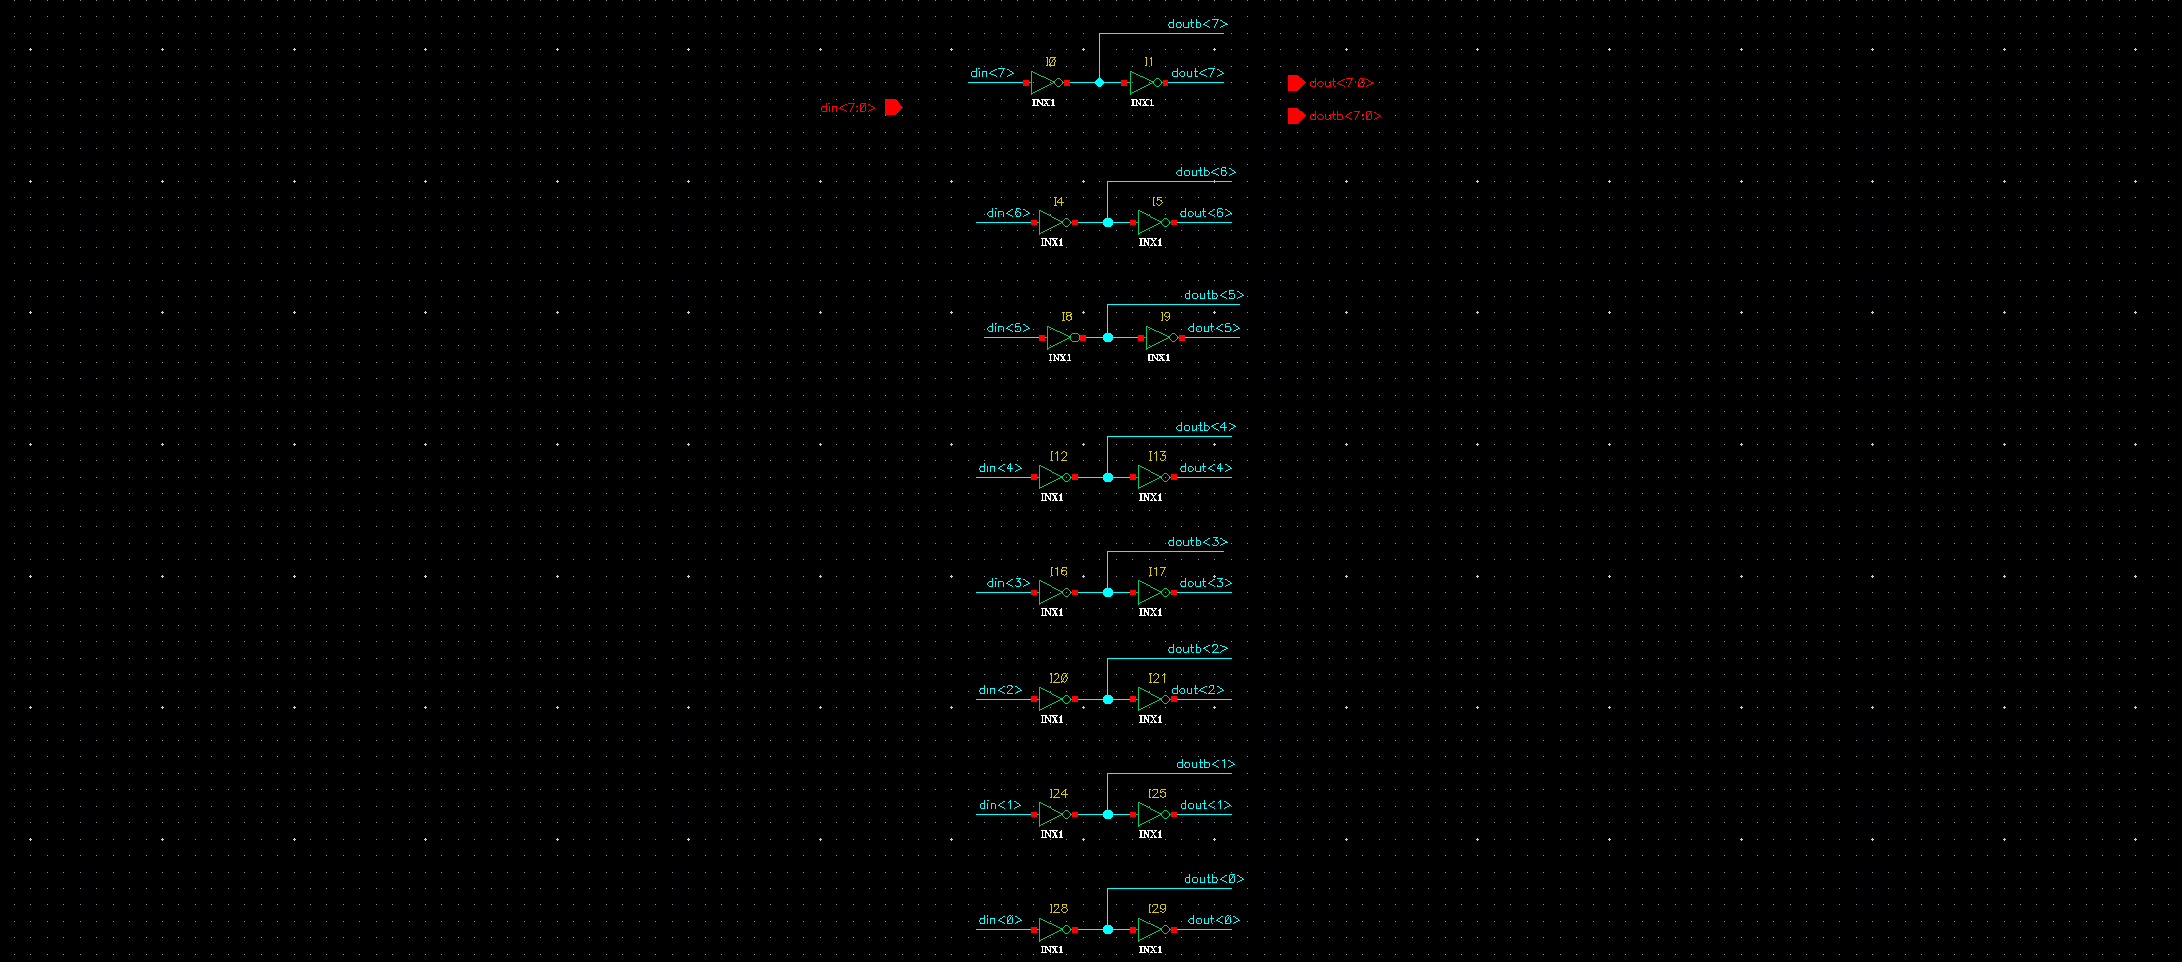 doutb<7>
I0 I1
din<7> dout<7>
INX1 INX1
din<7:0>
dout<7:0>
doutb<7:0>
doutb<6>
I4 I5
din<6> dout<6>
INX1 INX1
doutb<5>
I8 I9
din<5> dout<5>
INX1 INX1
doutb<4>
I12 I13
din<4> dout<4>
INX1 INX1
doutb<3>
I16 I17
din<3> dout<3>
INX1 INX1
doutb<2>
I20 I21
din<2> dout<2>
INX1 INX1
doutb<1>
I24 I25
din<1> dout<1>
INX1 INX1
doutb<0>
I28 I29
din<0> dout<0>
INX1 INX1